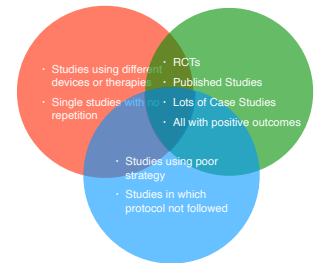 · Studies using different
devices or therapies
· Single studies with no
repetition
· RCTs
· Published Studies
· Lots of Case Studies
· All with positive outcomes
· Studies using poor
strategy
· Studies in which
protocol not followed